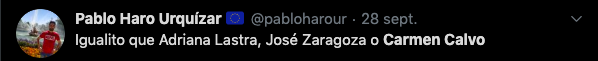 Pablo Haro Urquízar 🇪🇺 @pabloharour · 28 sept.
Igualito que Adriana Lastra, José Zaragoza o Carmen Calvo